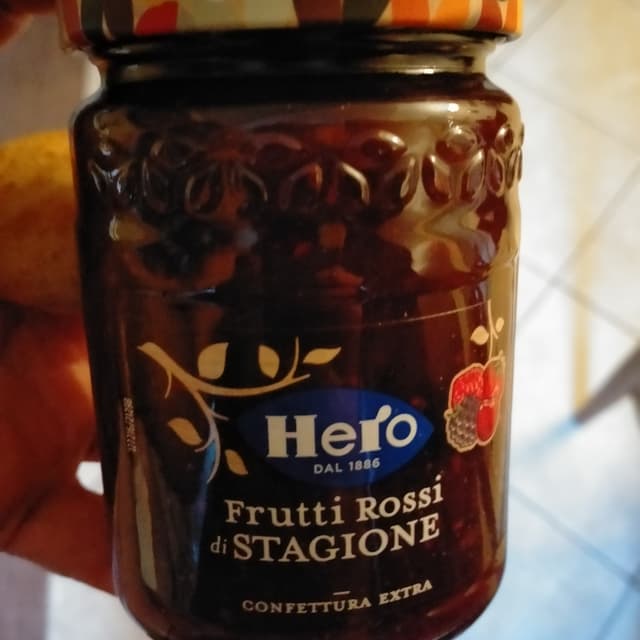 Hero
DAL 1886
Frutti Rossi
di STAGIONE
CONFETTURA EXTRA